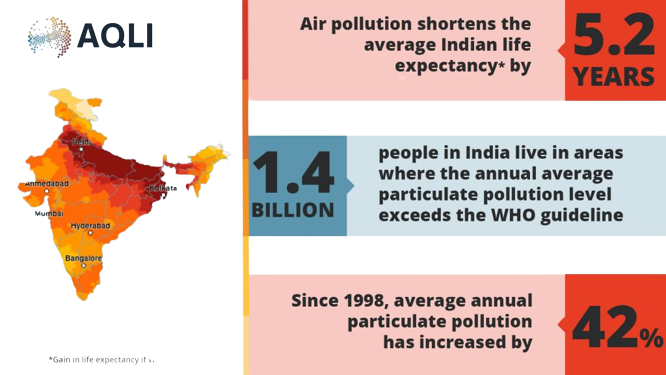 AQLI
Delhi
Ahmedabad
Kolkata
Mumbai
Hyderabad
Bangalore
*Gain in life expectancy if
Air pollution shortens the
average Indian life
expectancy* by
5.2
YEARS
1.4
BILLION
people in India live in areas
where the annual average
particulate pollution level
exceeds the WHO guideline
Since 1998, average annual
particulate pollution
has increased by
42%